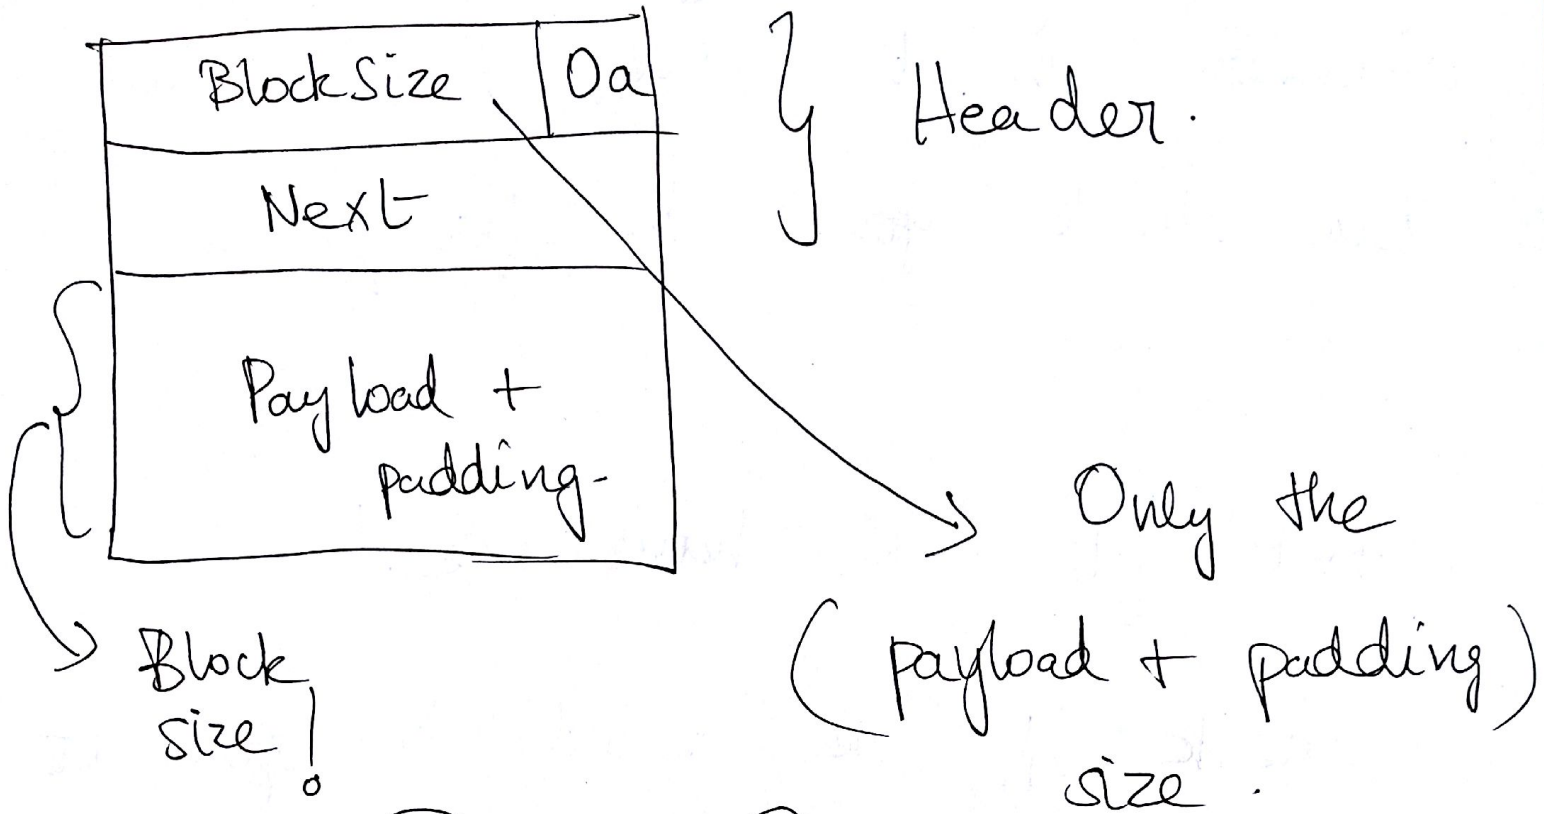 BlockSize 0a
Header.
Next
Payload +
padding.
Only the
(payload + padding)
size.
Block
size!